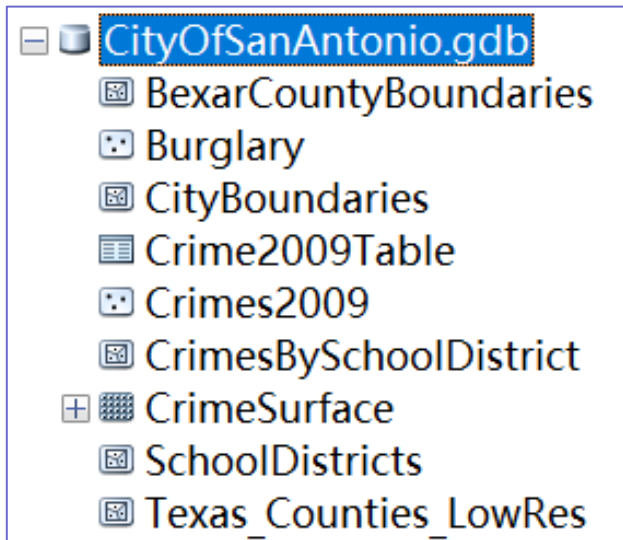 CityOfSanAntonio.gdb
BexarCountyBoundaries
Burglary
CityBoundaries
Crime2009Table
Crimes2009
CrimesBySchoolDistrict
CrimeSurface
SchoolDistricts
Texas_Counties_LowRes